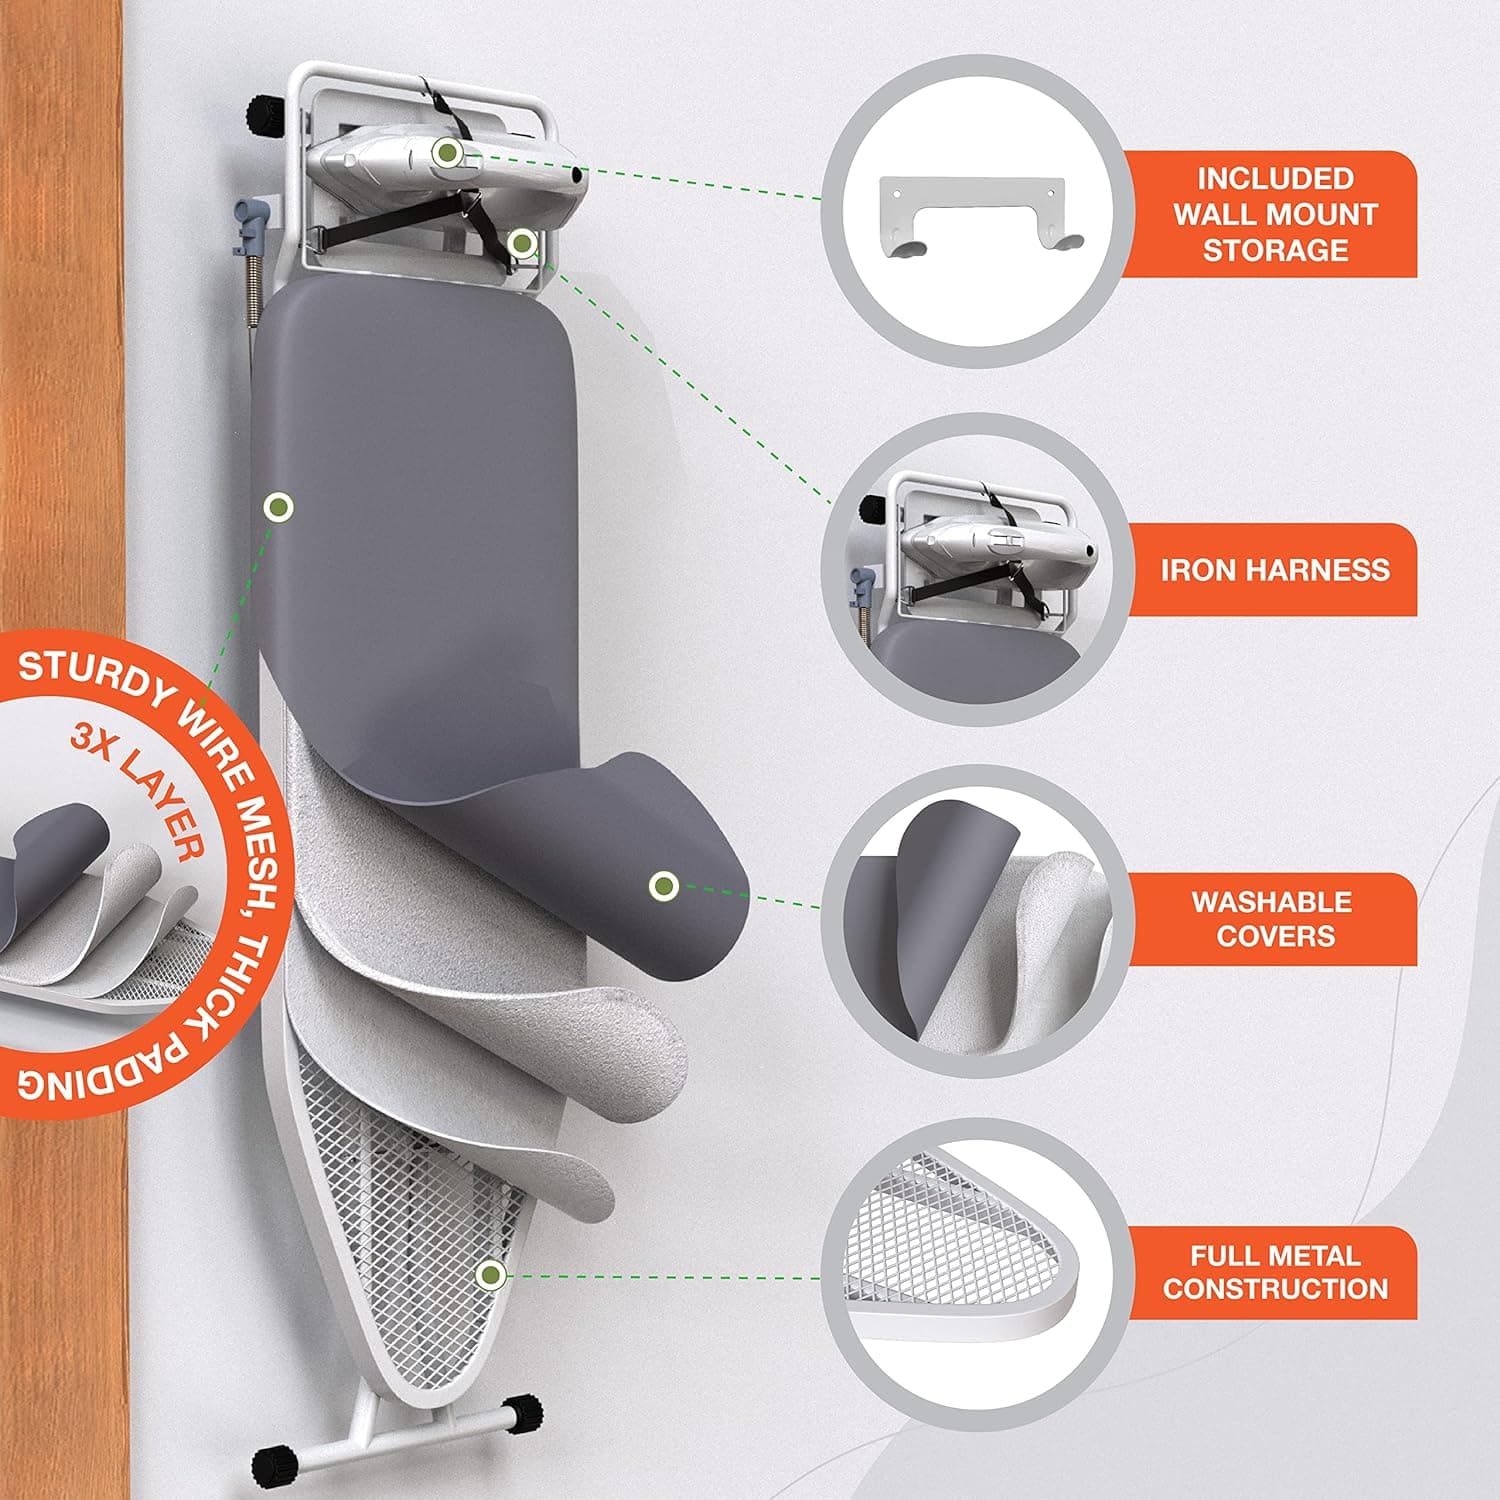 INCLUDED
WALL MOUNT
STORAGE
IRON HARNESS
STURDY WIRE MESH, THICK PADDING
3X LAYER
WASHABLE
COVERS
FULL METAL
CONSTRUCTION